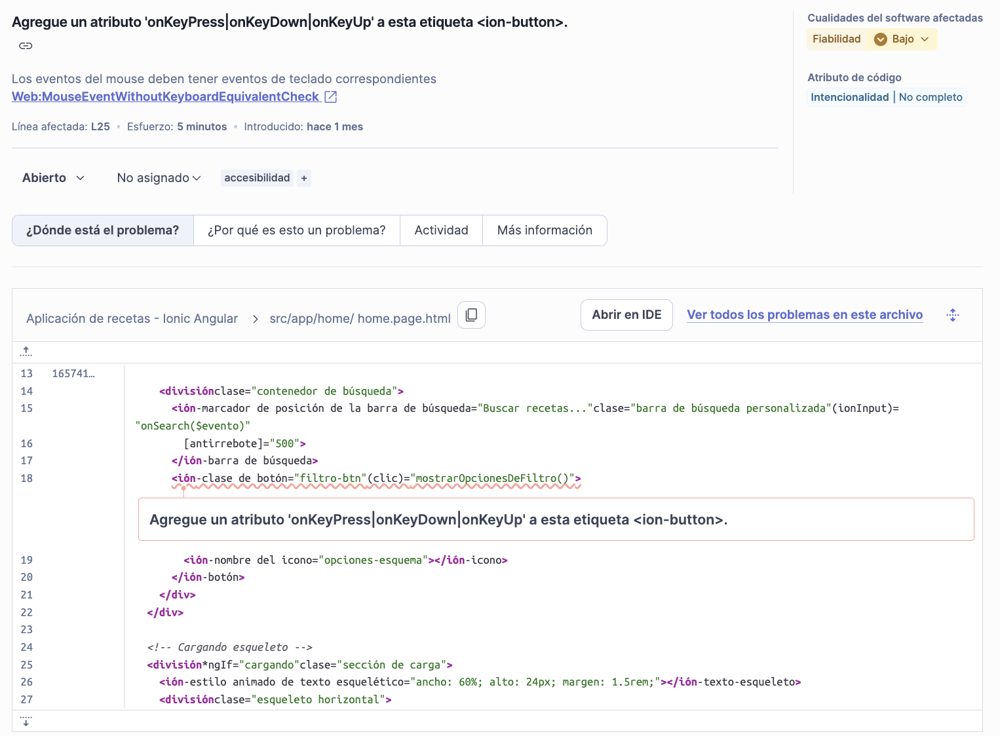 Agregue un atributo 'onKeyPress|onKeyDown|onKeyUp' a esta etiqueta <ion-button>.
Los eventos del mouse deben tener eventos de teclado correspondientes
Web:MouseEventWithoutKeyboardEquivalentCheck
Línea afectada: L25 • Esfuerzo: 5 minutos • Introducido: hace 1 mes
Cualidades del software afectadas
Fiabilidad Bajo
Atributo de código
Intencionalidad | No completo
Abierto No asignado accesibilidad +
¿Dónde está el problema? ¿Por qué es esto un problema? Actividad Más información
Aplicación de recetas - Ionic Angular > src/app/home/ home.page.html Abrir en IDE Ver todos los problemas en este archivo
13 165741…
14 <divisiónclase="contenedor de búsqueda">
15 <ión-marcador de posición de la barra de búsqueda="Buscar recetas..."clase="barra de búsqueda personalizada"(ionInput)=
"onSearch($evento)"
16 [antirrebote]="500">
17 </ión-barra de búsqueda>
18 <ión-clase de botón="filtro-btn"(clic)="mostrarOpcionesDeFiltro()">
Agregue un atributo 'onKeyPress|onKeyDown|onKeyUp' a esta etiqueta <ion-button>.
19 <ión-nombre del icono="opciones-esquema"></ión-icono>
20 </ión-botón>
21 </div>
22 </div>
23
24 <!-- Cargando esqueleto -->
25 <división*ngIf="cargando"clase="sección de carga">
26 <ión-estilo animado de texto esquelético="ancho: 60%; alto: 24px; margen: 1.5rem;"></ión-texto-esqueleto>
27 <divisiónclase="esqueleto horizontal">